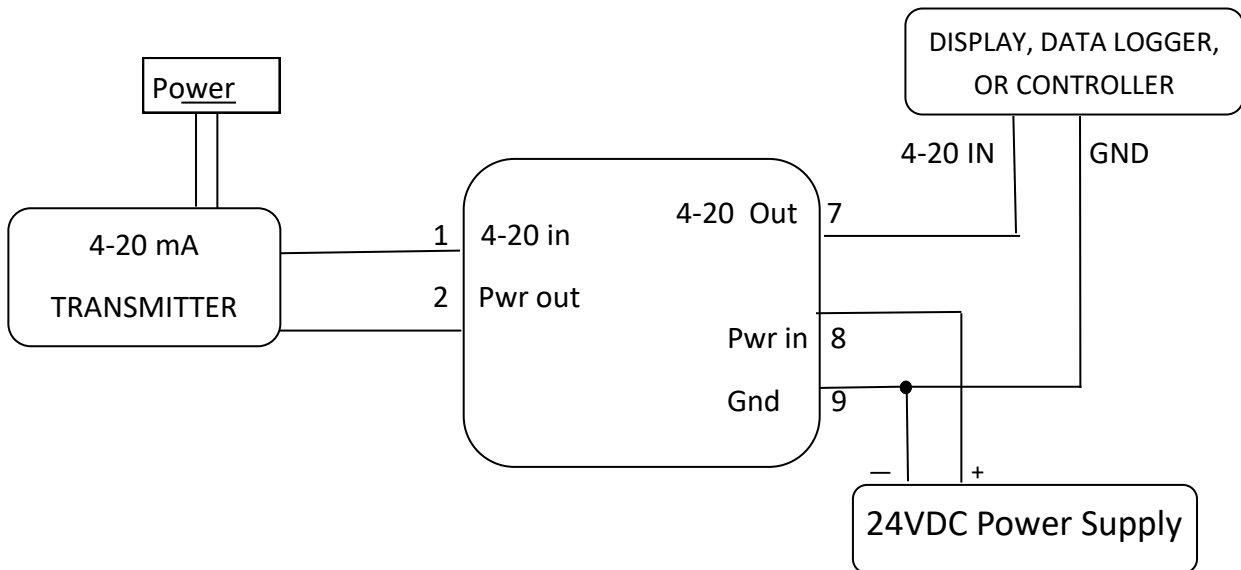 DISPLAY, DATA LOGGER,
OR CONTROLLER
Power
4-20 IN
GND
4-20 mA
TRANSMITTER
1
4-20 in
2
Pwr out
4-20 Out
7
Pwr in
8
Gnd
9
—
+
24VDC Power Supply